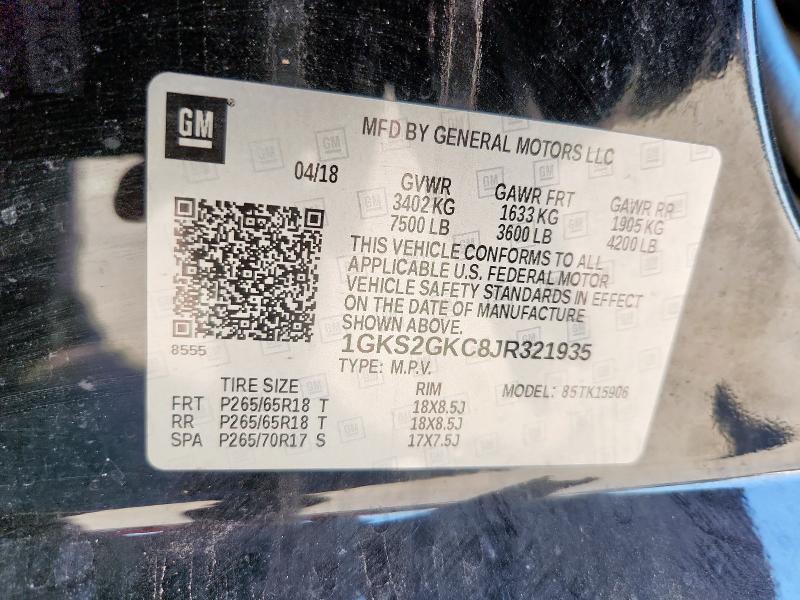 GM
MFD BY GENERAL MOTORS LLC
04/18
GVWR
3402 KG
7500 LB
GAWR FRT
1633 KG
3600 LB
GAWR RR
1905 KG
4200 LB
THIS VEHICLE CONFORMS TO ALL
APPLICABLE U.S. FEDERAL MOTOR
VEHICLE SAFETY STANDARDS IN EFFECT
ON THE DATE OF MANUFACTURE
SHOWN ABOVE.
8555
1GKS2GKC8JR321935
TYPE: M.P.V.
TIRE SIZE
RIM
MODEL: 85TK15906
FRT P265/65R18 T 18X8.5J
RR P265/65R18 T 18X8.5J
SPA P265/70R17 S 17X7.5J